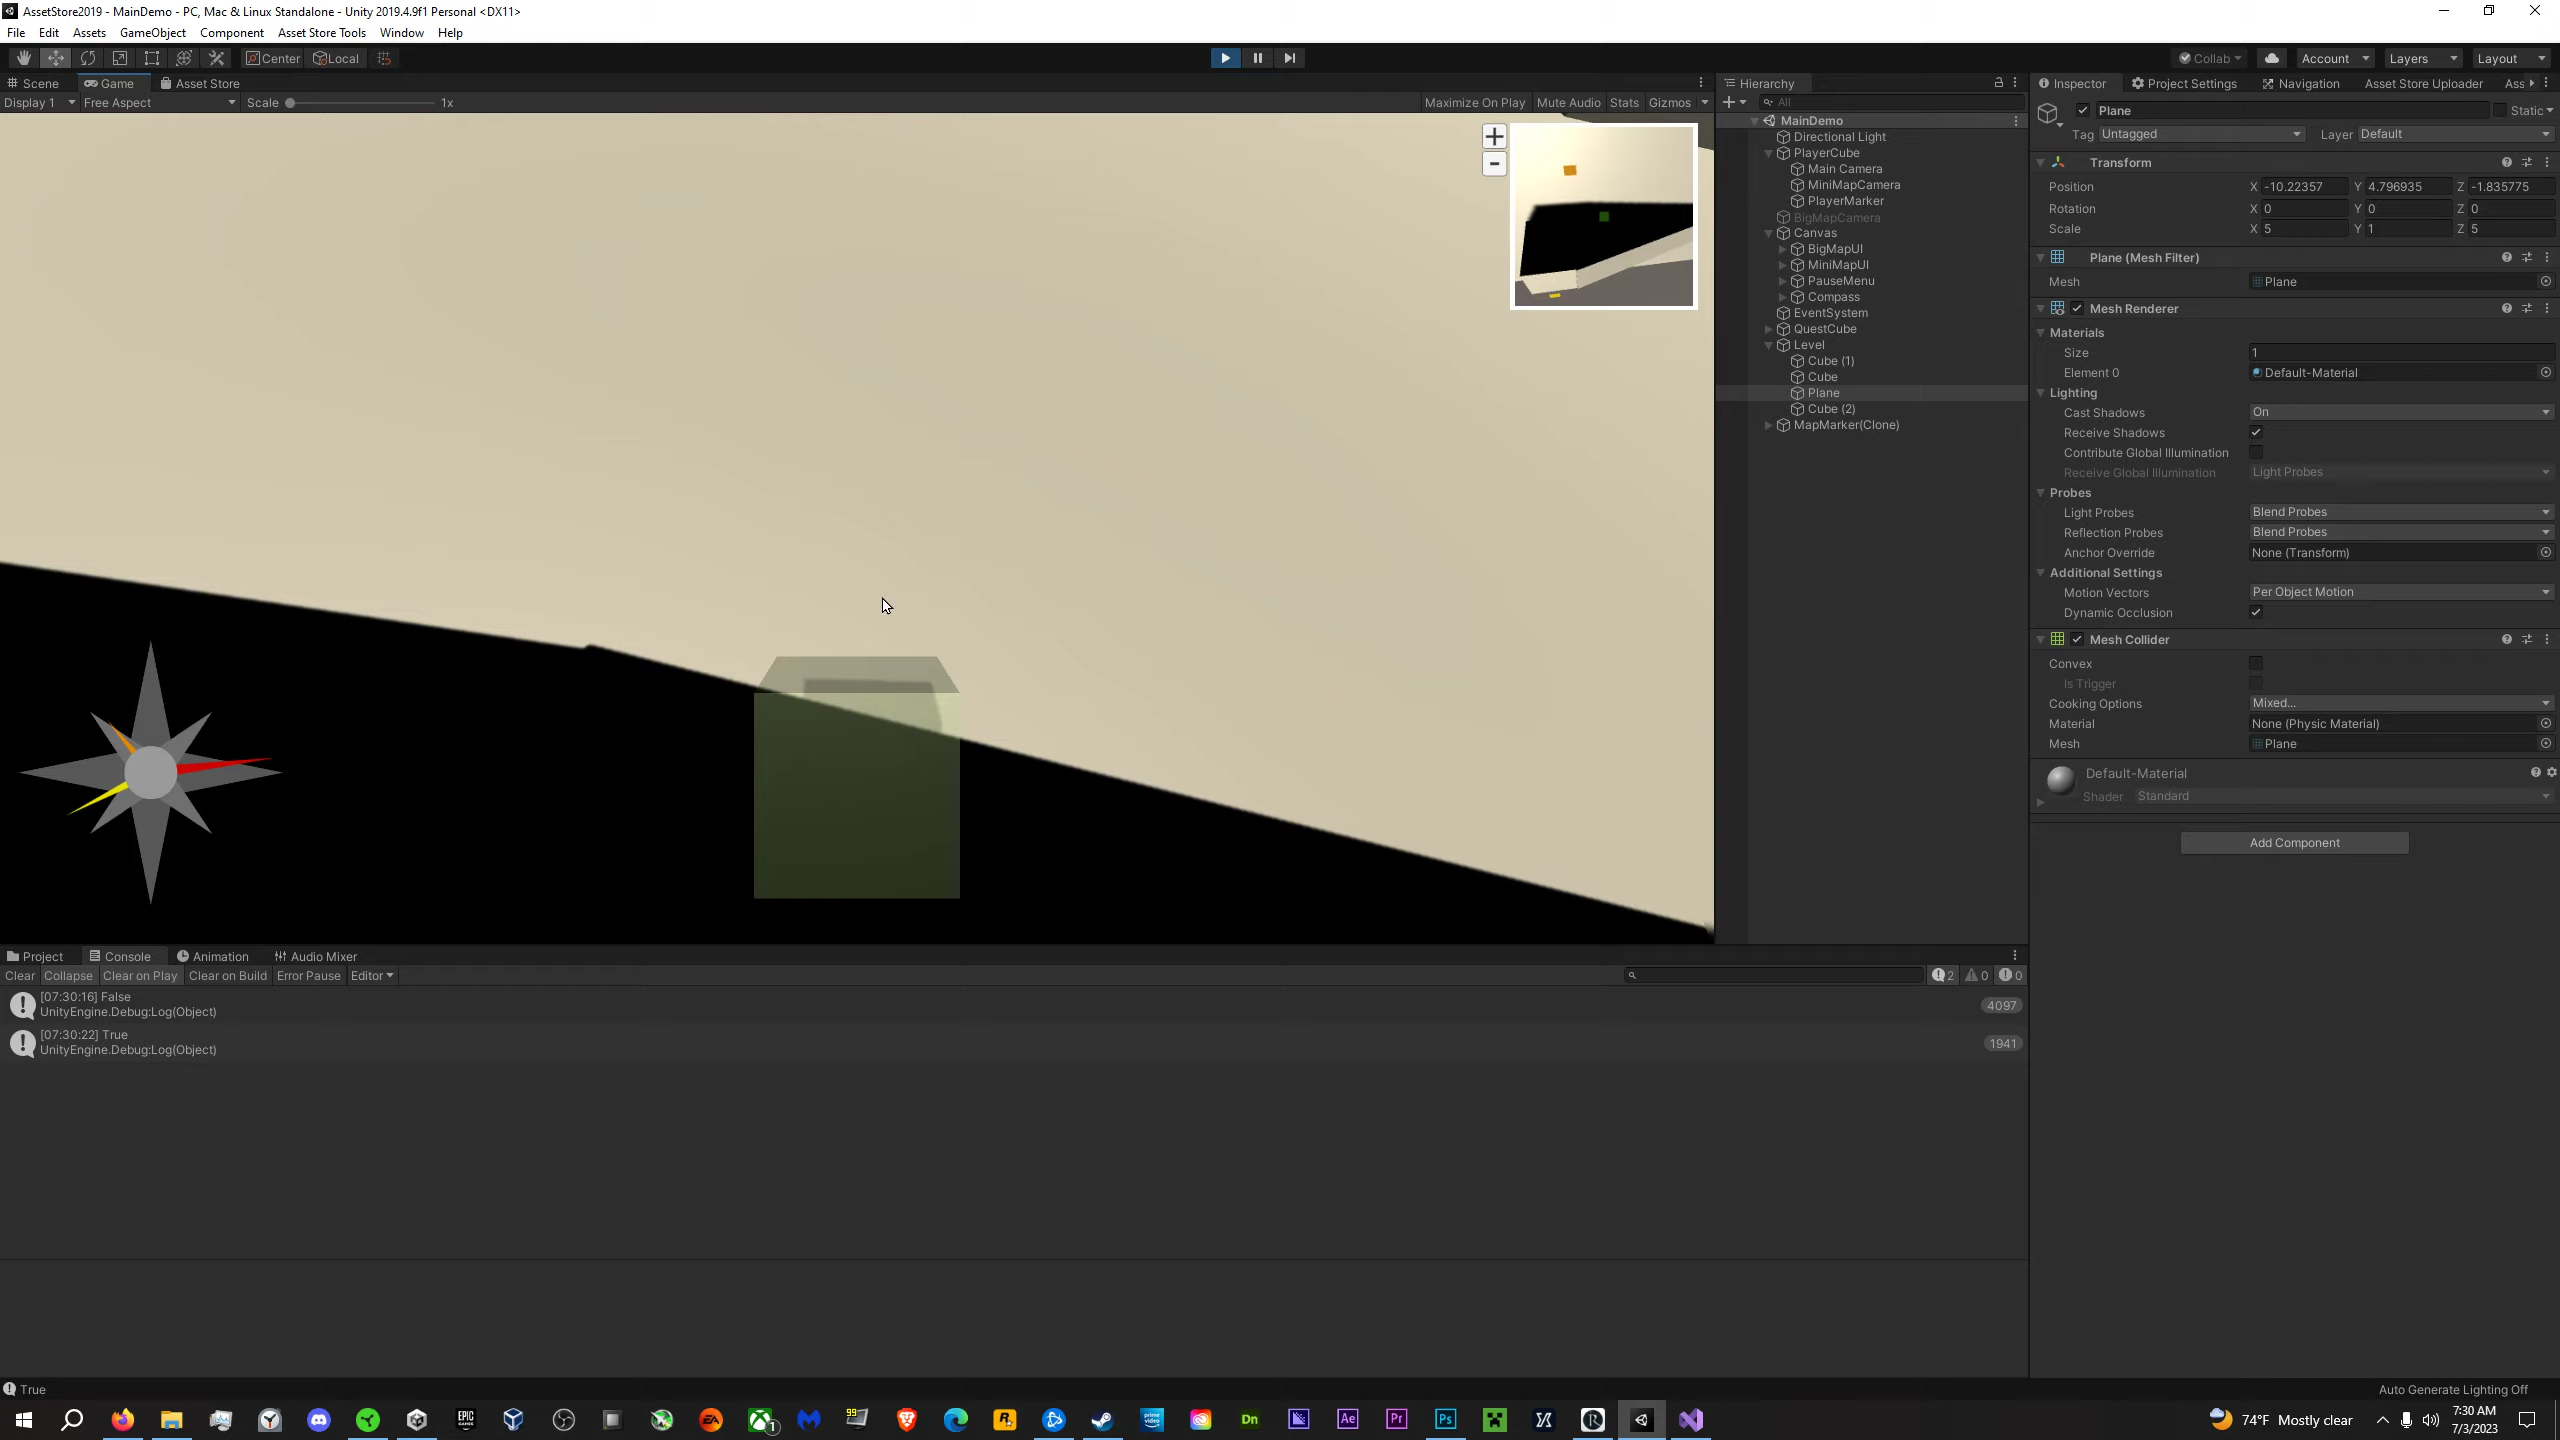 AssetStore2019 - MainDemo - PC, Mac & Linux Standalone - Unity 2019.4.9f1 Personal <DX11>
File Edit Assets GameObject Component Asset Store Tools Window Help
Center Local Collab Account Layers Layout
Scene Game Asset Store
Display 1 Free Aspect Scale 1x Maximize On Play Mute Audio Stats Gizmos
+
-
Hierarchy
All
MainDemo
Directional Light
PlayerCube
Main Camera
MiniMapCamera
PlayerMarker
BigMapCamera
Canvas
BigMapUI
MiniMapUI
PauseMenu
Compass
EventSystem
QuestCube
Level
Cube (1)
Cube
Plane
Cube (2)
MapMarker(Clone)
Inspector Project Settings Navigation Asset Store Uploader Ass
Plane Static
Tag Untagged Layer Default
Transform
Position X -10.22357 Y 4.796935 Z -1.835775
Rotation X 0 Y 0 Z 0
Scale X 5 Y 1 Z 5
Plane (Mesh Filter)
Mesh Plane
Mesh Renderer
Materials
Size 1
Element 0 Default-Material
Lighting
Cast Shadows On
Receive Shadows
Contribute Global Illumination
Receive Global Illumination Light Probes
Probes
Light Probes Blend Probes
Reflection Probes Blend Probes
Anchor Override None (Transform)
Additional Settings
Motion Vectors Per Object Motion
Dynamic Occlusion
Mesh Collider
Convex
Is Trigger
Cooking Options Mixed...
Material None (Physic Material)
Mesh Plane
Default-Material
Shader Standard
Add Component
Project Console Animation Audio Mixer
Clear Collapse Clear on Play Clear on Build Error Pause Editor 2 0 0
[07:30:16] False
UnityEngine.Debug:Log(Object)
4097
[07:30:22] True
UnityEngine.Debug:Log(Object)
1941
True
Auto Generate Lighting Off
EPIC GAMES EA 1 99 R prime video Dn Ae Pr Ps R
74°F Mostly clear
7:30 AM
7/3/2023